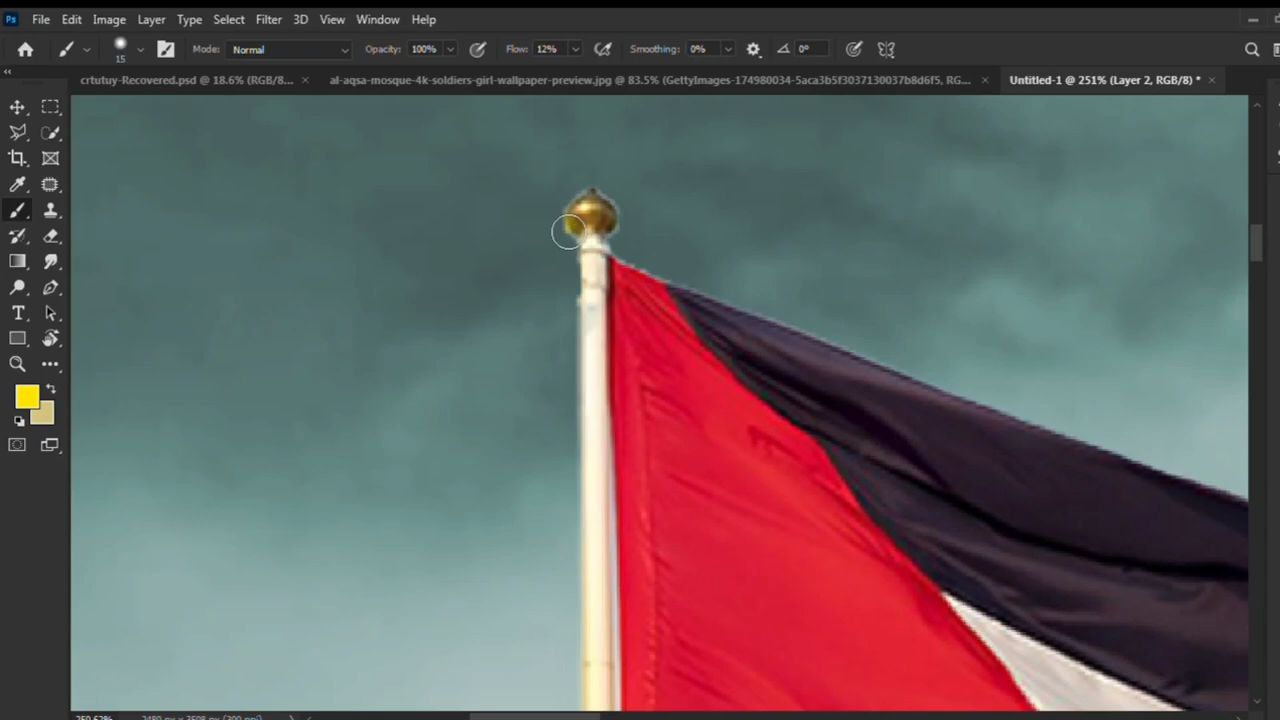 Ps File Edit Image Layer Type Select Filter 3D View Window Help
15 Mode: Normal Opacity: 100% Flow: 12% Smoothing: 0% 0°
crtutuy-Recovered.psd @ 18.6% (RGB/8... × al-aqsa-mosque-4k-soldiers-girl-wallpaper-preview.jpg @ 83.5% (GettyImages-174980034-5aca3b5f3037130037b8d6f5, RG... × Untitled-1 @ 251% (Layer 2, RGB/8) * ×
T